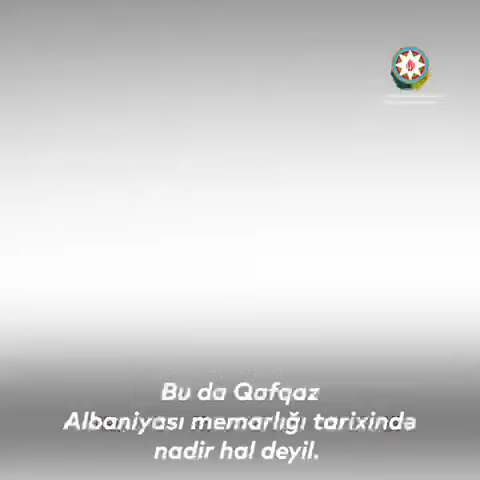 Bu da Qafqaz
Albaniyası memarlığı tarixində
nadir hal deyil.